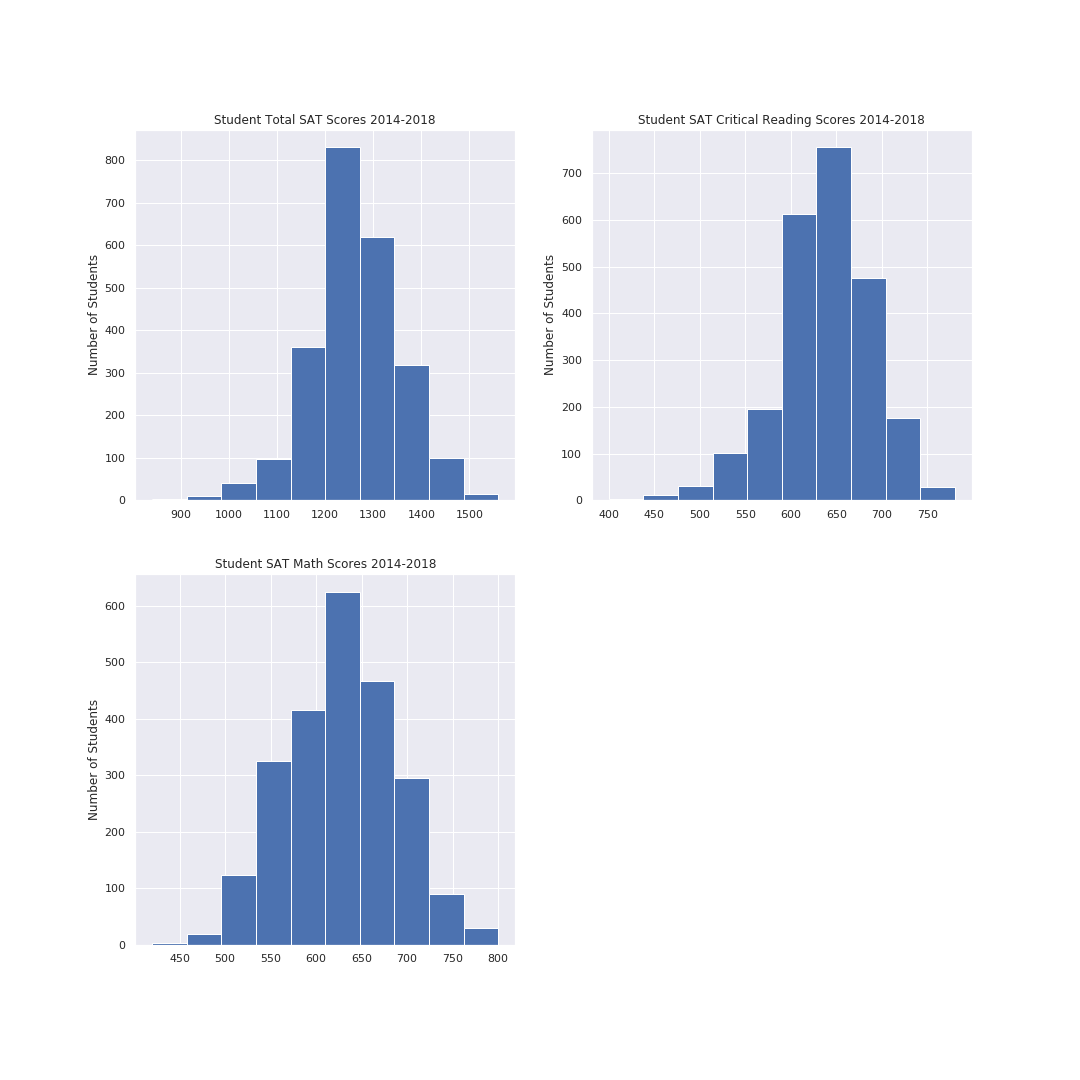 Student Total SAT Scores 2014-2018
800
700
600
500
400
300
200
100
0
Number of Students
900 1000 1100 1200 1300 1400 1500
Student SAT Critical Reading Scores 2014-2018
700
600
500
400
300
200
100
0
Number of Students
400 450 500 550 600 650 700 750
Student SAT Math Scores 2014-2018
600
500
400
300
200
100
0
Number of Students
450 500 550 600 650 700 750 800